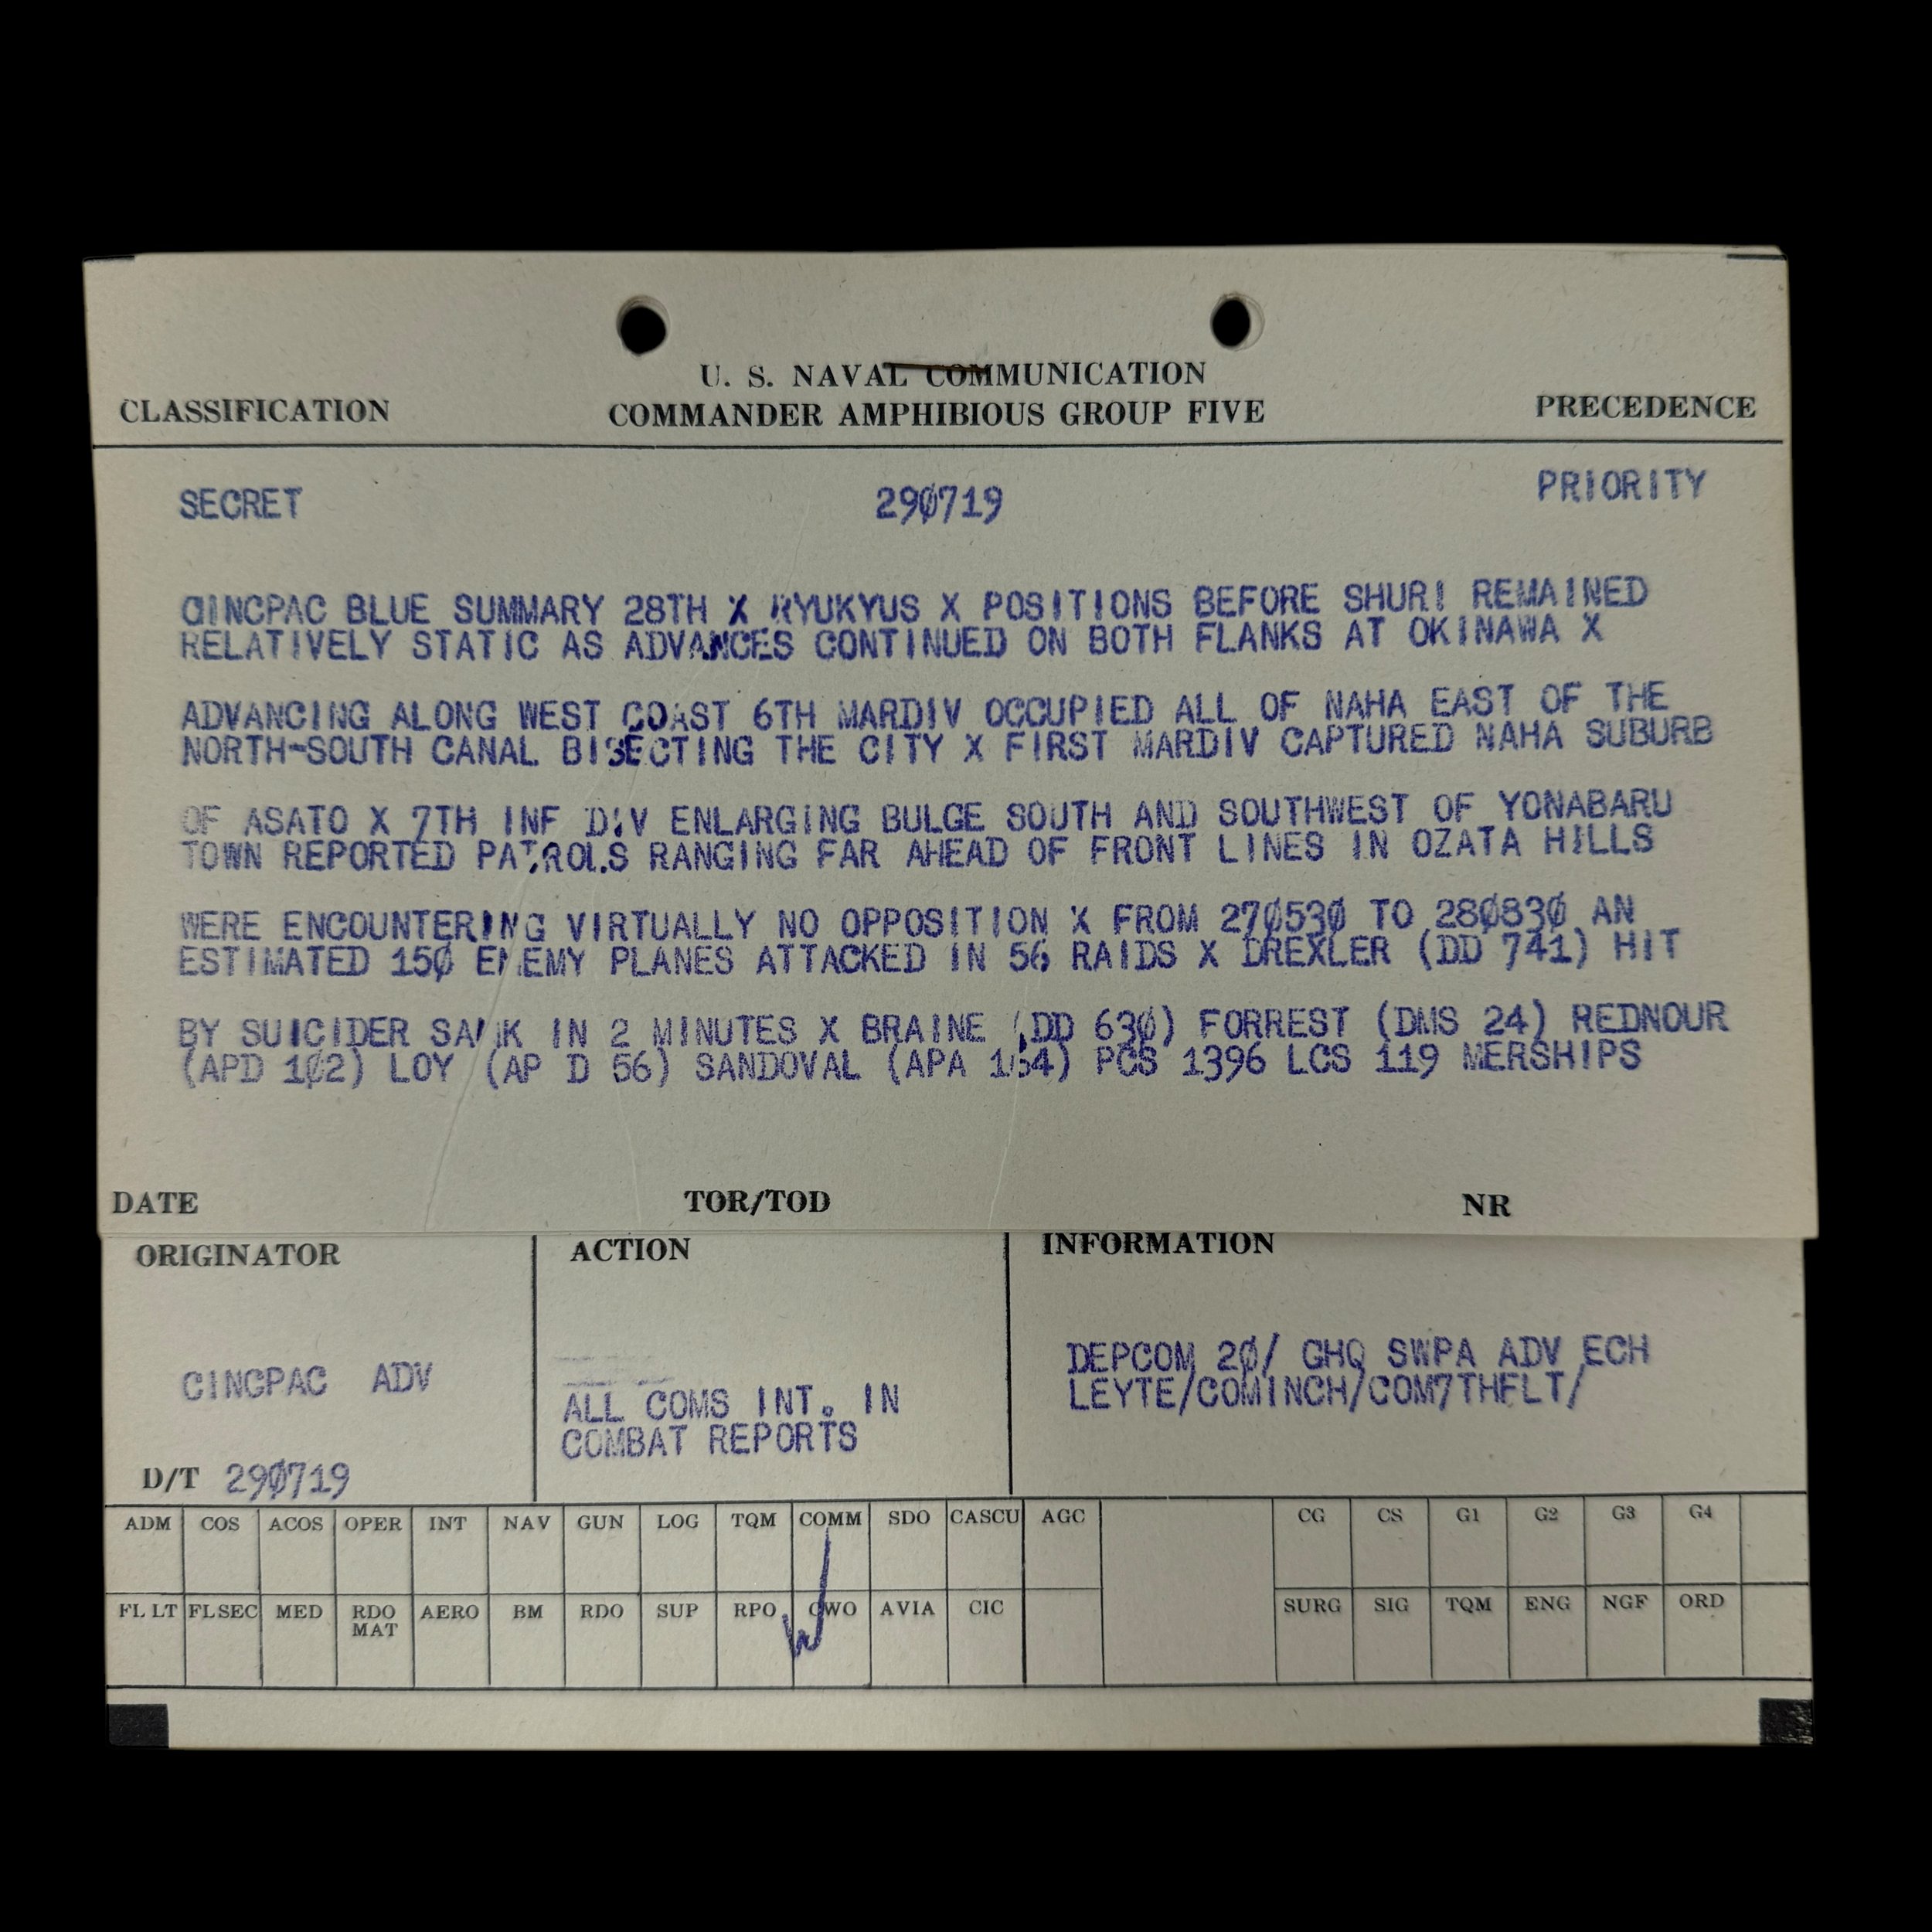 U. S. NAVAL COMMUNICATION
CLASSIFICATION COMMANDER AMPHIBIOUS GROUP FIVE PRECEDENCE
SECRET 290719 PRIORITY
CINCPAC BLUE SUMMARY 28TH X RYUKYUS X POSITIONS BEFORE SHURI REMAINED
RELATIVELY STATIC AS ADVANCES CONTINUED ON BOTH FLANKS AT OKINAWA X
ADVANCING ALONG WEST COAST 6TH MARDIV OCCUPIED ALL OF NAHA EAST OF THE
NORTH-SOUTH CANAL BISECTING THE CITY X FIRST MARDIV CAPTURED NAHA SUBURB
OF ASATO X 7TH INF DIV ENLARGING BULGE SOUTH AND SOUTHWEST OF YONABARU
TOWN REPORTED PATROLS RANGING FAR AHEAD OF FRONT LINES IN OZATA HILLS
WERE ENCOUNTERING VIRTUALLY NO OPPOSITION X FROM 270530 TO 280830 AN
ESTIMATED 150 ENEMY PLANES ATTACKED IN 56 RAIDS X DREXLER (DD 741) HIT
BY SUICIDER SANK IN 2 MINUTES X BRAINE (DD 630) FORREST (DMS 24) REDNOUR
(APD 102) LOY (AP D 56) SANDOVAL (APA 194) PCS 1396 LCS 119 MERSHIPS
DATE TOR/TOD NR
ORIGINATOR ACTION INFORMATION
CINCPAC ADV
ALL COMS INT. IN
COMBAT REPORTS
DEPCOM 20/ GHQ SWPA ADV ECH
LEYTE/COMINCH/COM7THFLT/
D/T 290719
ADM COS ACOS OPER INT NAV GUN LOG TQM COMM SDO CASCU AGC CG CS G1 G2 G3 G4
FL LT FLSEC MED RDO MAT AERO BM RDO SUP RPO CWO AVIA CIC SURG SIG TQM ENG NGF ORD